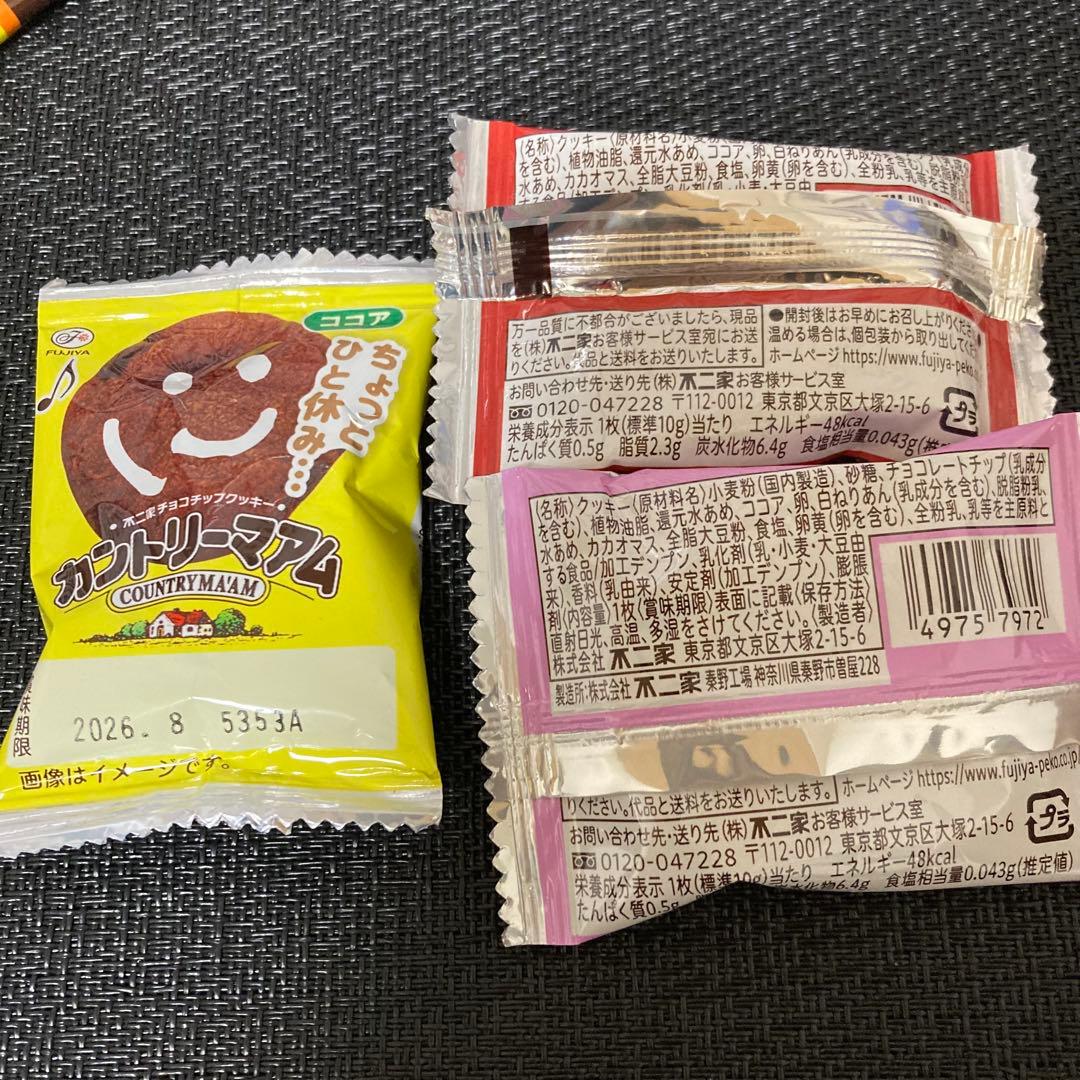 FUJIYA
ココア
ちょっと
ひと休み…
・不二家チョコチップクッキー・
カントリーマアム
COUNTRY MA'AM
味期限
2026. 8 5353A
画像はイメージです。
(名称)クッキー(原材料名)小麦粉
を含む)、植物油脂、還元水あめ、ココア、卵、白ねりあん(乳成分を含む)、
水あめ、カカオマス、全脂大豆粉、食塩、卵黄(卵を含む)、全粉乳、乳等を主原
万一品質に不都合がございましたら、現品
を(株)不二家お客様サービス室宛にお送
りください。代品と送料をお送りいたします。
●開封後はお早めにお召し上がりください。
温める場合は、個包装から取り出してくだ
ホームページ https://www.fujiya-peko.co
お問い合わせ先・送り先(株)不二家お客様サービス室
0120-047228 〒112-0012 東京都文京区大塚2-15-6
栄養成分表示 1枚(標準10g)当たり エネルギー48kcal
たんぱく質0.5g 脂質2.3g 炭水化物6.4g 食塩相当量0.043g(推
プラ
(名称)クッキー(原材料名)小麦粉(国内製造)、砂糖、チョコレートチップ(乳成分
を含む)、植物油脂、還元水あめ、ココア、卵、白ねりあん(乳成分を含む)、脱脂粉乳、
水あめ、カカオマス、全脂大豆粉、食塩、卵黄(卵を含む)、全粉乳、乳等を主原料と
する食品/加工デンプン、乳化剤(乳・小麦・大豆由
来)、香料(乳由来)、安定剤(加工デンプン)、膨脹
剤(内容量)1枚(賞味期限)表面に記載(保存方法)
直射日光、高温、多湿をさけてください。(製造者)
株式会社 不二家 東京都文京区大塚2-15-6
製造所:株式会社 不二家 秦野工場 神奈川県秦野市曽屋228
4975 7972
りください。代品と送料をお送りいたします。
ホームページ https://www.fujiya-peko.co.jp
お問い合わせ先・送り先(株)不二家お客様サービス室
0120-047228 〒112-0012 東京都文京区大塚2-15-6
栄養成分表示 1枚(標準10g)当たり エネルギー48kcal
たんぱく質0.5g 炭水化物6.4g 食塩相当量0.043g(推定値)
プラ